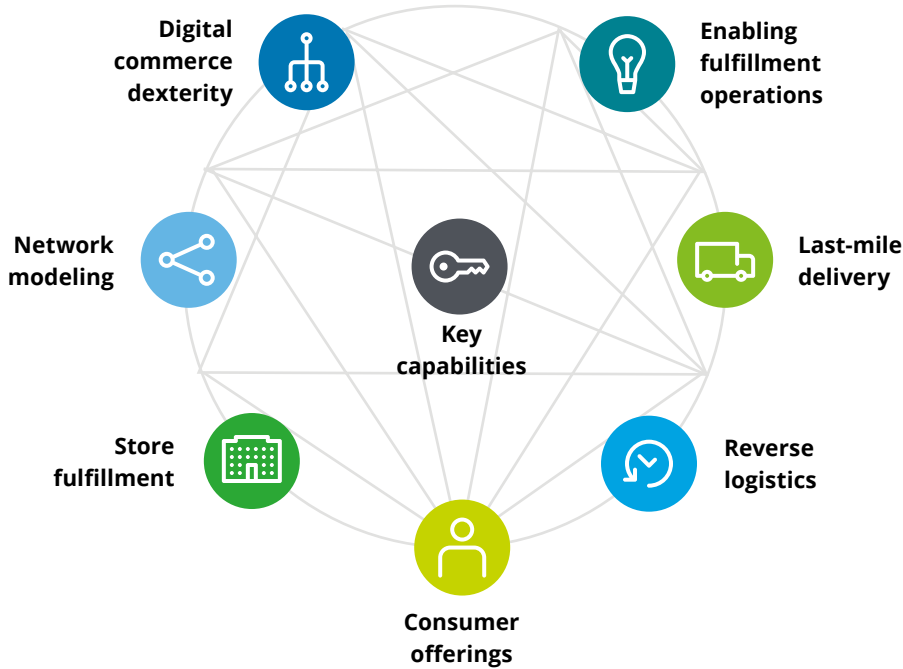 Digital
commerce
dexterity
Enabling
fulfillment
operations
Network
modeling
Key
capabilities
Last-mile
delivery
Store
fulfillment
Reverse
logistics
Consumer
offerings